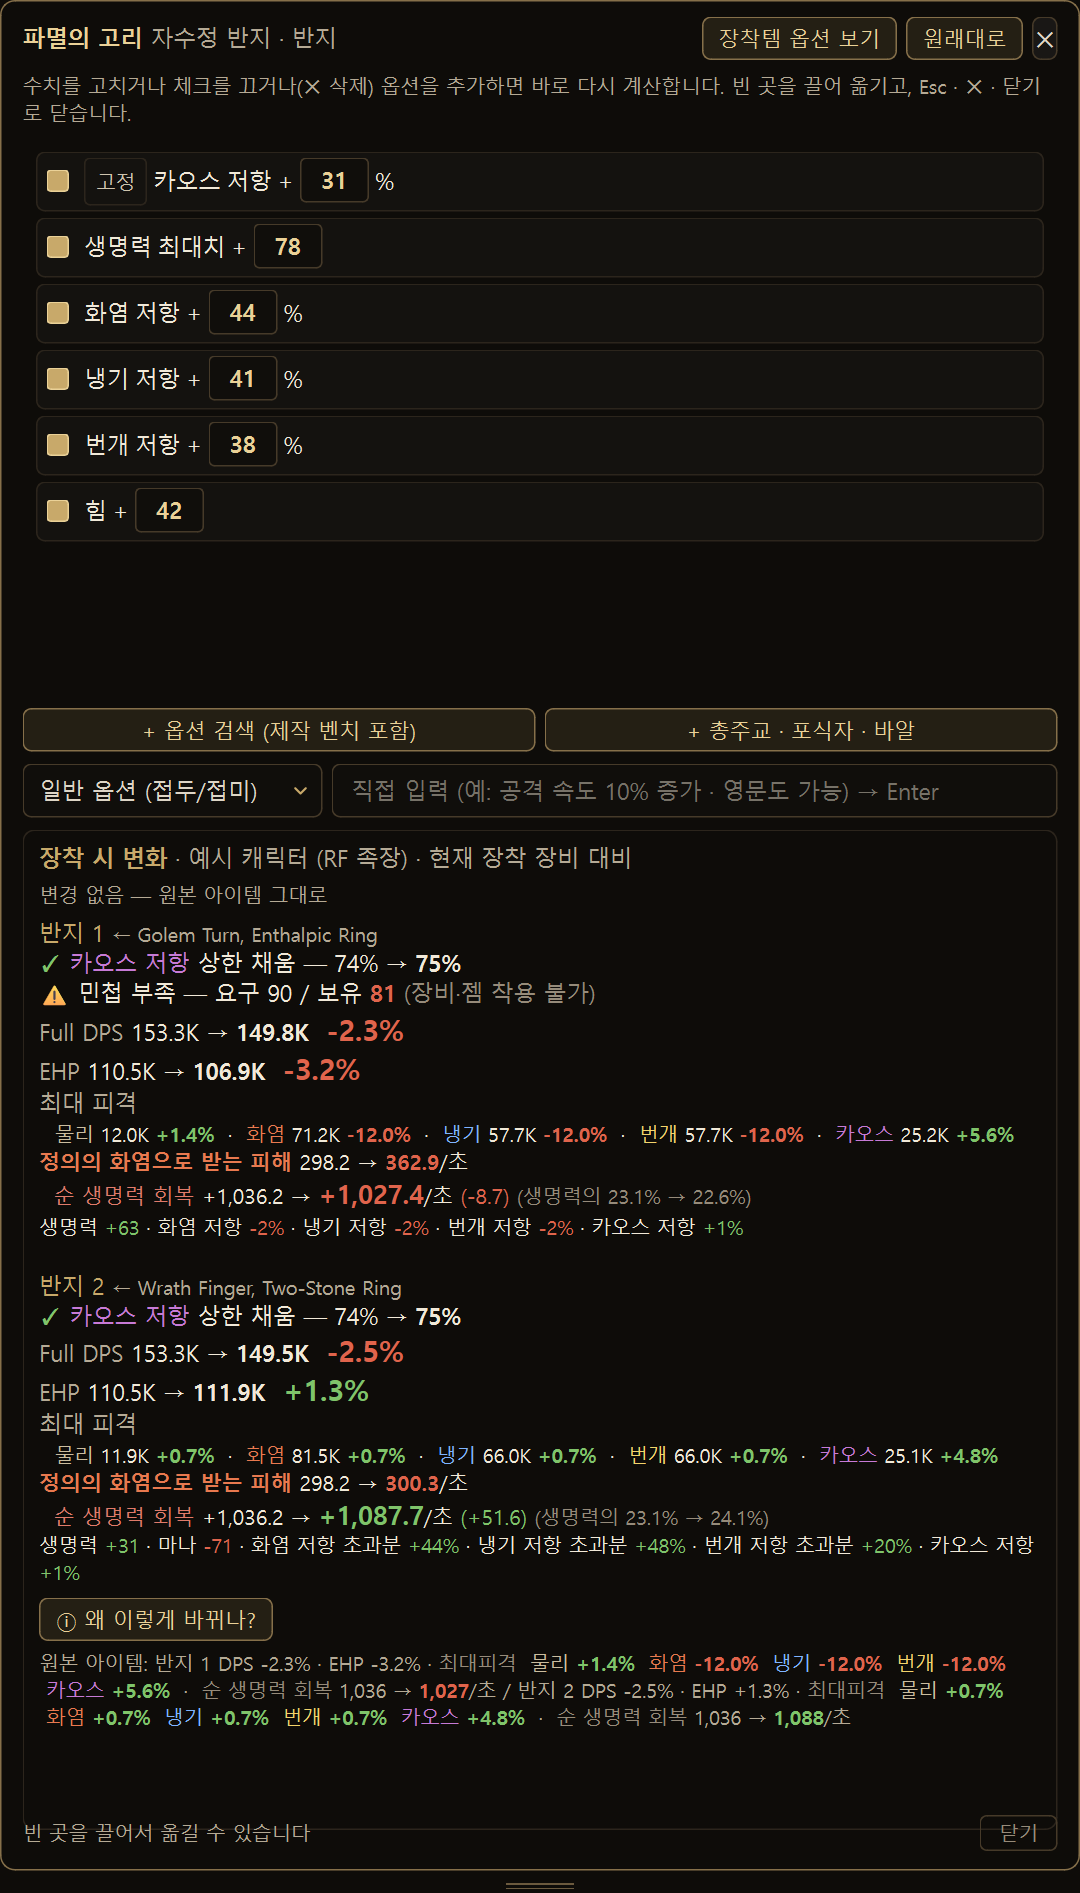 파멸의 고리 자수정 반지 · 반지
장착템 옵션 보기
원래대로
×
수치를 고치거나 체크를 끄거나(× 삭제) 옵션을 추가하면 바로 다시 계산합니다. 빈 곳을 끌어 옮기고, Esc · × · 닫기
로 닫습니다.
고정 카오스 저항 + 31 %
생명력 최대치 + 78
화염 저항 + 44 %
냉기 저항 + 41 %
번개 저항 + 38 %
힘 + 42
+ 옵션 검색 (제작 벤치 포함)
+ 총주교 · 포식자 · 바알
일반 옵션 (접두/접미)
직접 입력 (예: 공격 속도 10% 증가 · 영문도 가능) → Enter
장착 시 변화 · 예시 캐릭터 (RF 족장) · 현재 장착 장비 대비
변경 없음 — 원본 아이템 그대로
반지 1 ← Golem Turn, Enthalpic Ring
✓ 카오스 저항 상한 채움 — 74% → 75%
⚠ 민첩 부족 — 요구 90 / 보유 81 (장비·젬 착용 불가)
Full DPS 153.3K → 149.8K -2.3%
EHP 110.5K → 106.9K -3.2%
최대 피격
물리 12.0K +1.4% · 화염 71.2K -12.0% · 냉기 57.7K -12.0% · 번개 57.7K -12.0% · 카오스 25.2K +5.6%
정의의 화염으로 받는 피해 298.2 → 362.9/초
순 생명력 회복 +1,036.2 → +1,027.4/초 (-8.7) (생명력의 23.1% → 22.6%)
생명력 +63 · 화염 저항 -2% · 냉기 저항 -2% · 번개 저항 -2% · 카오스 저항 +1%
반지 2 ← Wrath Finger, Two-Stone Ring
✓ 카오스 저항 상한 채움 — 74% → 75%
Full DPS 153.3K → 149.5K -2.5%
EHP 110.5K → 111.9K +1.3%
최대 피격
물리 11.9K +0.7% · 화염 81.5K +0.7% · 냉기 66.0K +0.7% · 번개 66.0K +0.7% · 카오스 25.1K +4.8%
정의의 화염으로 받는 피해 298.2 → 300.3/초
순 생명력 회복 +1,036.2 → +1,087.7/초 (+51.6) (생명력의 23.1% → 24.1%)
생명력 +31 · 마나 -71 · 화염 저항 초과분 +44% · 냉기 저항 초과분 +48% · 번개 저항 초과분 +20% · 카오스 저항
+1%
ⓘ 왜 이렇게 바뀌나?
원본 아이템: 반지 1 DPS -2.3% · EHP -3.2% · 최대피격 물리 +1.4% 화염 -12.0% 냉기 -12.0% 번개 -12.0%
카오스 +5.6% · 순 생명력 회복 1,036 → 1,027/초 / 반지 2 DPS -2.5% · EHP +1.3% · 최대피격 물리 +0.7%
화염 +0.7% 냉기 +0.7% 번개 +0.7% 카오스 +4.8% · 순 생명력 회복 1,036 → 1,088/초
빈 곳을 끌어서 옮길 수 있습니다
닫기